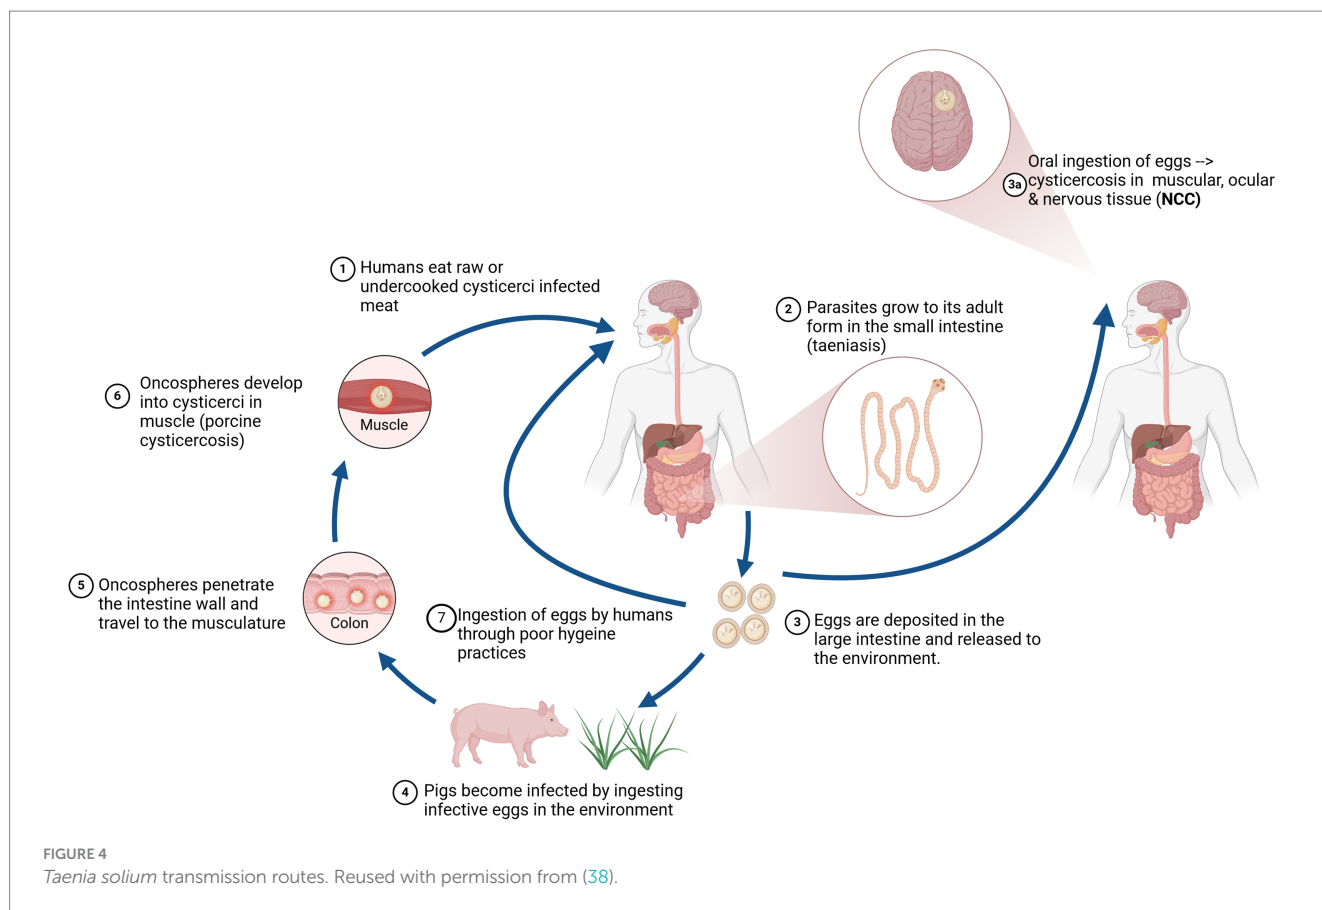 3a
Oral ingestion of eggs -->
cysticercosis in muscular, ocular
& nervous tissue (NCC)
1
Humans eat raw or
undercooked cysticerci infected
meat
2
Parasites grow to its adult
form in the small intestine
(taeniasis)
6
Oncospheres develop
into cysticerci in
muscle (porcine
cysticercosis)
Muscle
5
Oncospheres penetrate
the intestine wall and
travel to the musculature
Colon
7
Ingestion of eggs by humans
through poor hygeine
practices
3
Eggs are deposited in the
large intestine and released to
the environment.
4
Pigs become infected by ingesting
infective eggs in the environment
FIGURE 4
Taenia solium transmission routes. Reused with permission from (38).